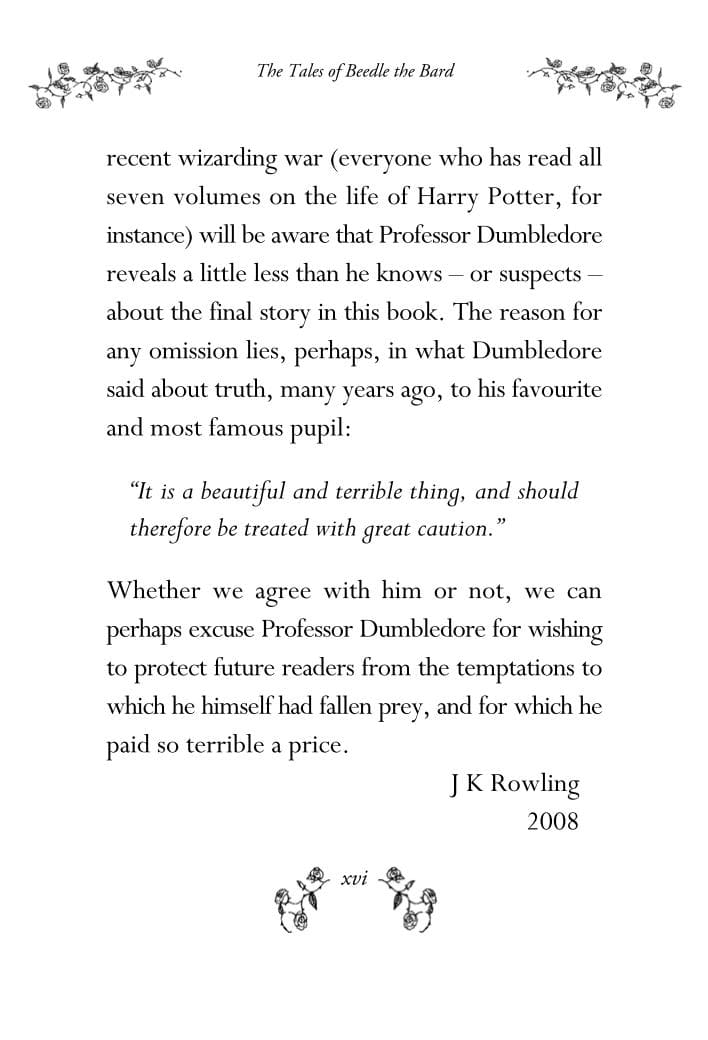 The Tales of Beedle the Bard
recent wizarding war (everyone who has read all
seven volumes on the life of Harry Potter, for
instance) will be aware that Professor Dumbledore
reveals a little less than he knows – or suspects –
about the final story in this book. The reason for
any omission lies, perhaps, in what Dumbledore
said about truth, many years ago, to his favourite
and most famous pupil:
“It is a beautiful and terrible thing, and should
therefore be treated with great caution.”
Whether we agree with him or not, we can
perhaps excuse Professor Dumbledore for wishing
to protect future readers from the temptations to
which he himself had fallen prey, and for which he
paid so terrible a price.
J K Rowling
2008
xvi